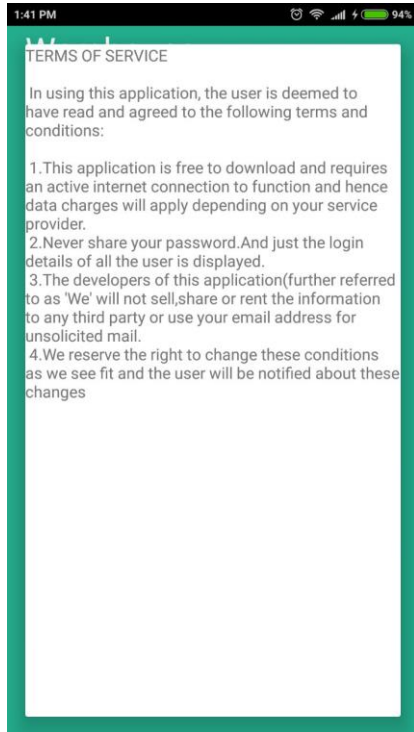 1:41 PM 94%
TERMS OF SERVICE
In using this application, the user is deemed to
have read and agreed to the following terms and
conditions:
1.This application is free to download and requires
an active internet connection to function and hence
data charges will apply depending on your service
provider.
2.Never share your password.And just the login
details of all the user is displayed.
3.The developers of this application(further referred
to as 'We' will not sell,share or rent the information
to any third party or use your email address for
unsolicited mail.
4.We reserve the right to change these conditions
as we see fit and the user will be notified about these
changes